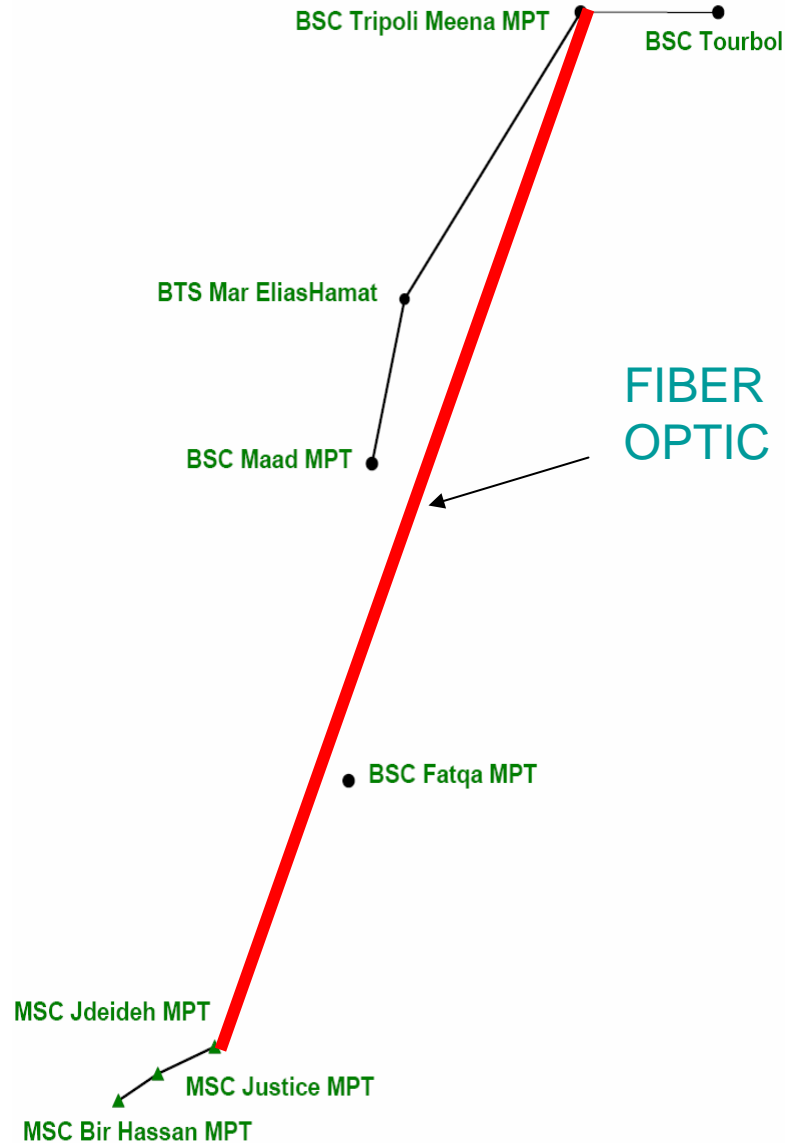 BSC Tripoli Meena MPT
BSC Tourbol
BTS Mar EliasHamat
FIBER
OPTIC
BSC Maad MPT
BSC Fatqa MPT
MSC Jdeideh MPT
MSC Justice MPT
MSC Bir Hassan MPT